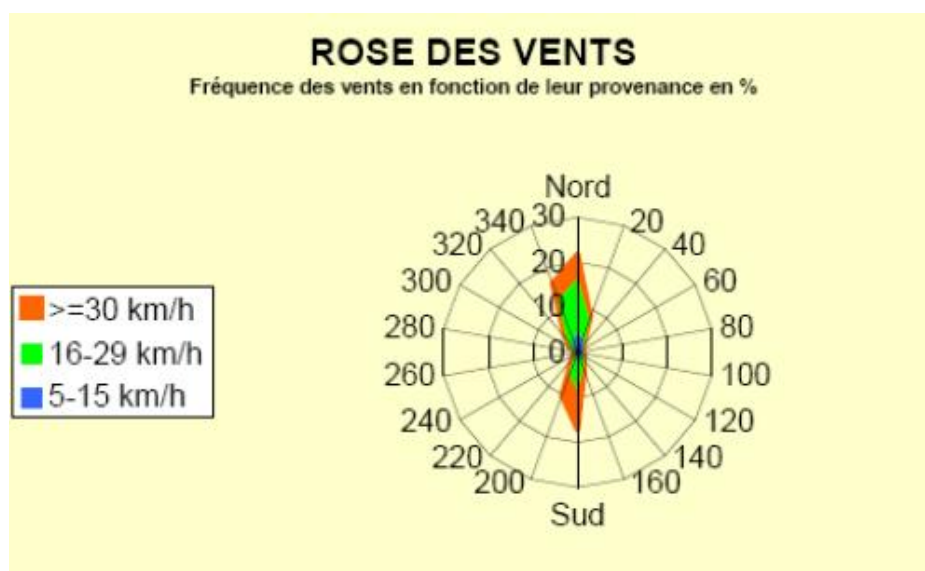 ROSE DES VENTS
Fréquence des vents en fonction de leur provenance en %
Nord
340 30 20
320 40
20
300 60
>=30 km/h
10
280 80
16-29 km/h
0
260 100
5-15 km/h
240 120
220 140
200 160
Sud